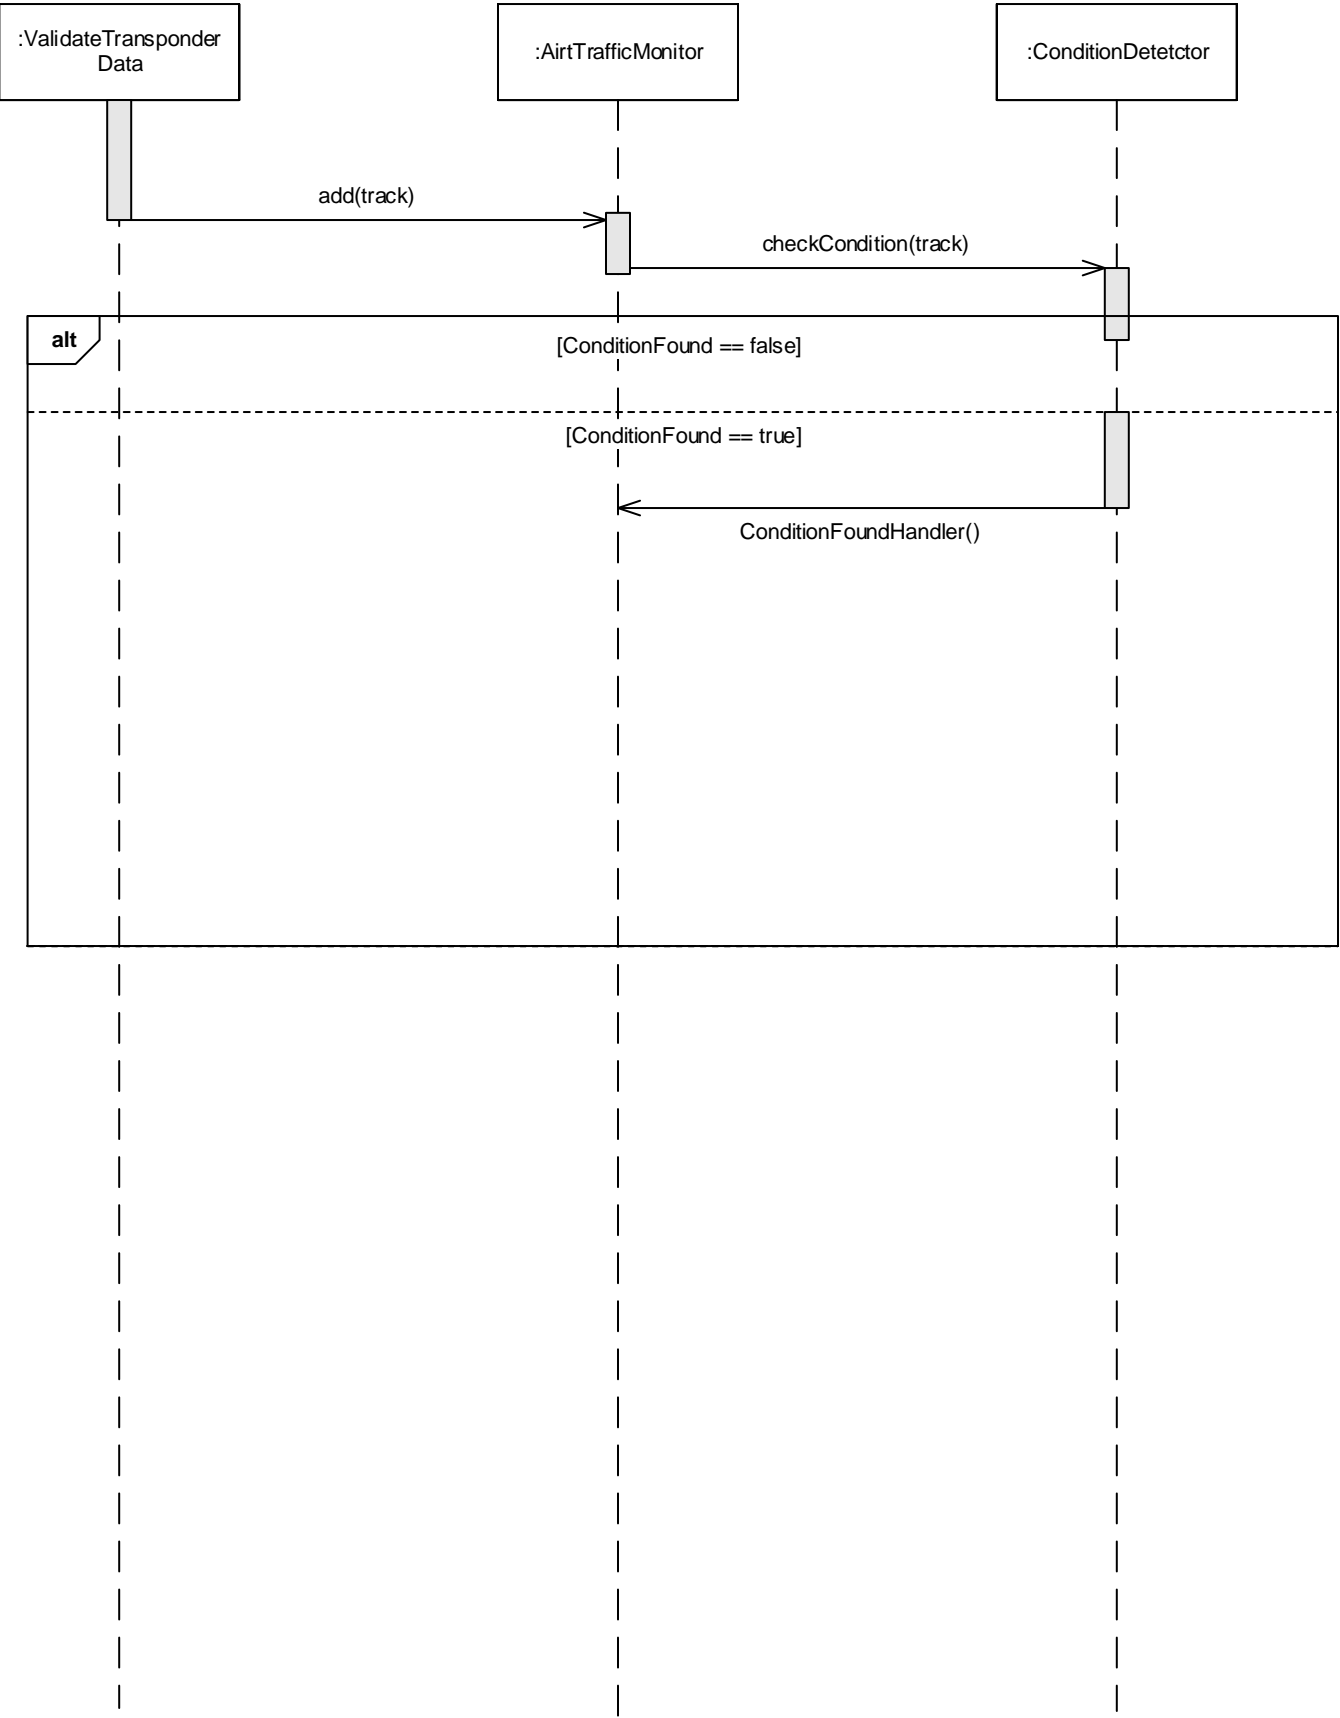 :ValidateTransponder
Data
:AirtTrafficMonitor
:ConditionDetetctor
add(track)
checkCondition(track)
alt
[ConditionFound == false]
[ConditionFound == true]
ConditionFoundHandler()